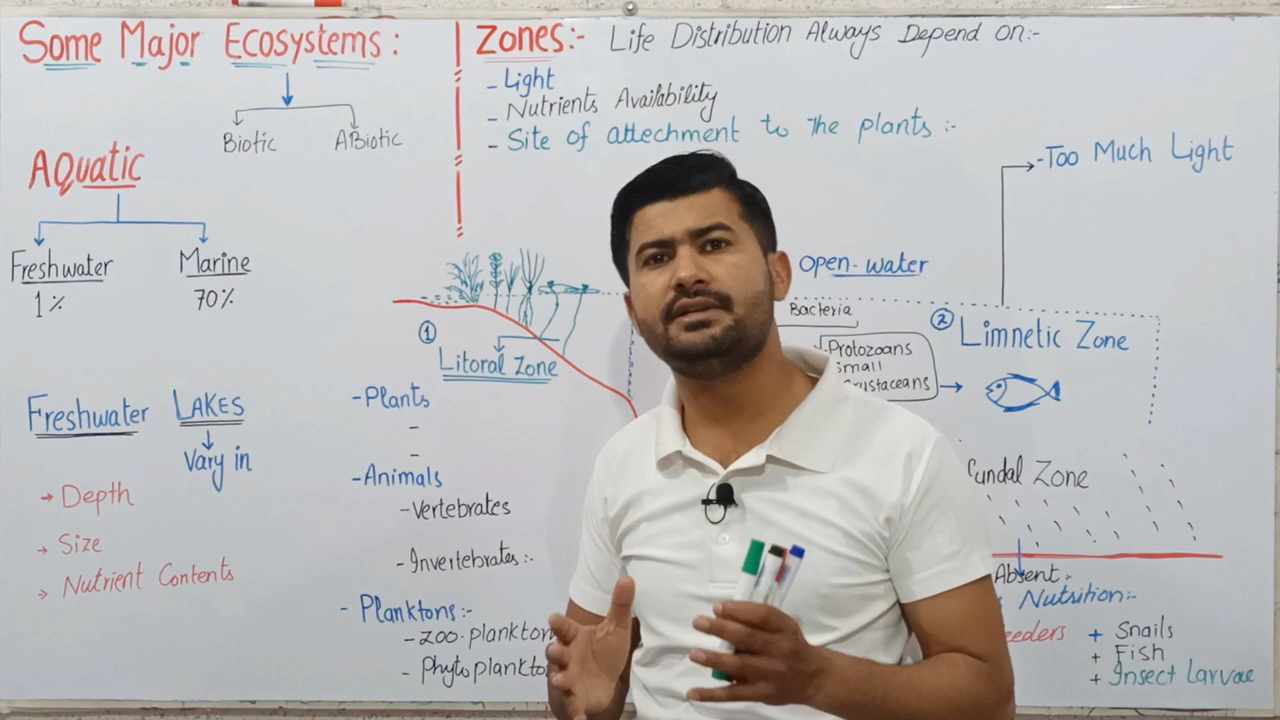 Some Major Ecosystems :
Biotic
ABiotic
AQuatic
Freshwater
1%
Marine
70%
Freshwater LAKES
Vary in
Depth
Size
Nutrient Contents
Zones:- Life Distribution Always Depend on:-
- Light
- Nutrients Availability
- Site of attechment to the plants :-
- Too Much Light
Open-water
Bacteria
① Litoral Zone
② Limnetic Zone
-Protozoans
small
crustaceans
-Plants
-
-
-Animals
-Vertebrates
-Invertebrates:-
- Planktons:-
-zoo-plankton
- Phytoplankto
undal Zone
Absent,
Nutrition:-
eeders
+ Snails
+ Fish
+ Insect Larvae